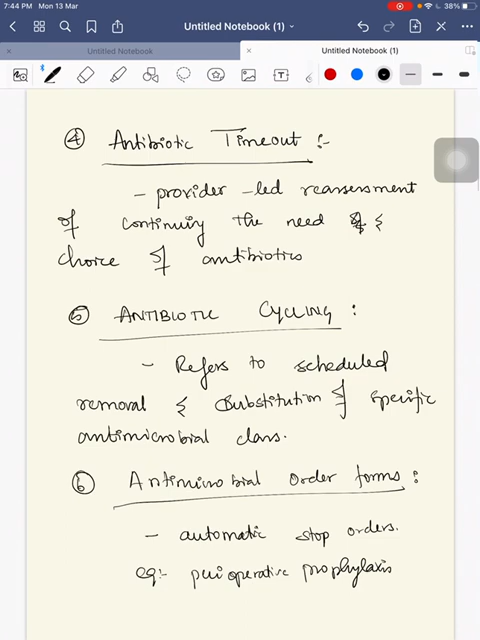 7:44 PM Mon 13 Mar
38%
Untitled Notebook (1)
Untitled Notebook
Untitled Notebook (1)
④ Antibiotic Timeout :-
- provider -led reassessment
of continuing the need &
choice of antibiotics
⑤ ANTIBIOTIC CYCLING :
- Refers to scheduled
removal & substitution of specific
antimicrobial class.
⑥ Antimicrobial Order forms :
- automatic stop orders.
eg:- perioperative prophylaxis